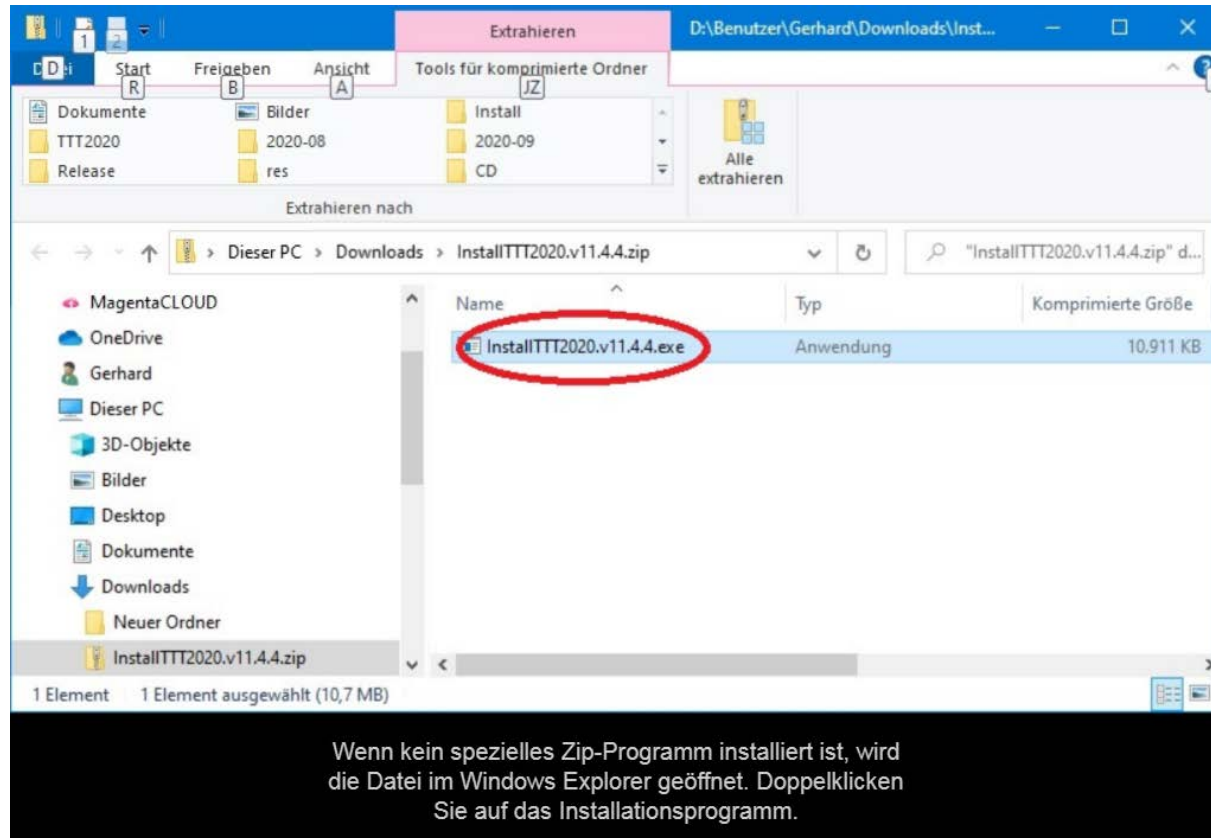 Extrahieren
D:\Benutzer\Gerhard\Downloads\Inst...
1
2
D
Start
Freigeben
Ansicht
Tools für komprimierte Ordner
R
B
A
JZ
Dokumente
Bilder
Install
TTT2020
2020-08
2020-09
Release
res
CD
Alle
extrahieren
Extrahieren nach
Dieser PC > Downloads > InstallTTT2020.v11.4.4.zip
"InstallTTT2020.v11.4.4.zip" d...
MagentaCLOUD
OneDrive
Gerhard
Dieser PC
3D-Objekte
Bilder
Desktop
Dokumente
Downloads
Neuer Ordner
InstallTTT2020.v11.4.4.zip
Name
Typ
Komprimierte Größe
InstallTTT2020.v11.4.4.exe
Anwendung
10.911 KB
1 Element
1 Element ausgewählt (10,7 MB)
Wenn kein spezielles Zip-Programm installiert ist, wird
die Datei im Windows Explorer geöffnet. Doppelklicken
Sie auf das Installationsprogramm.